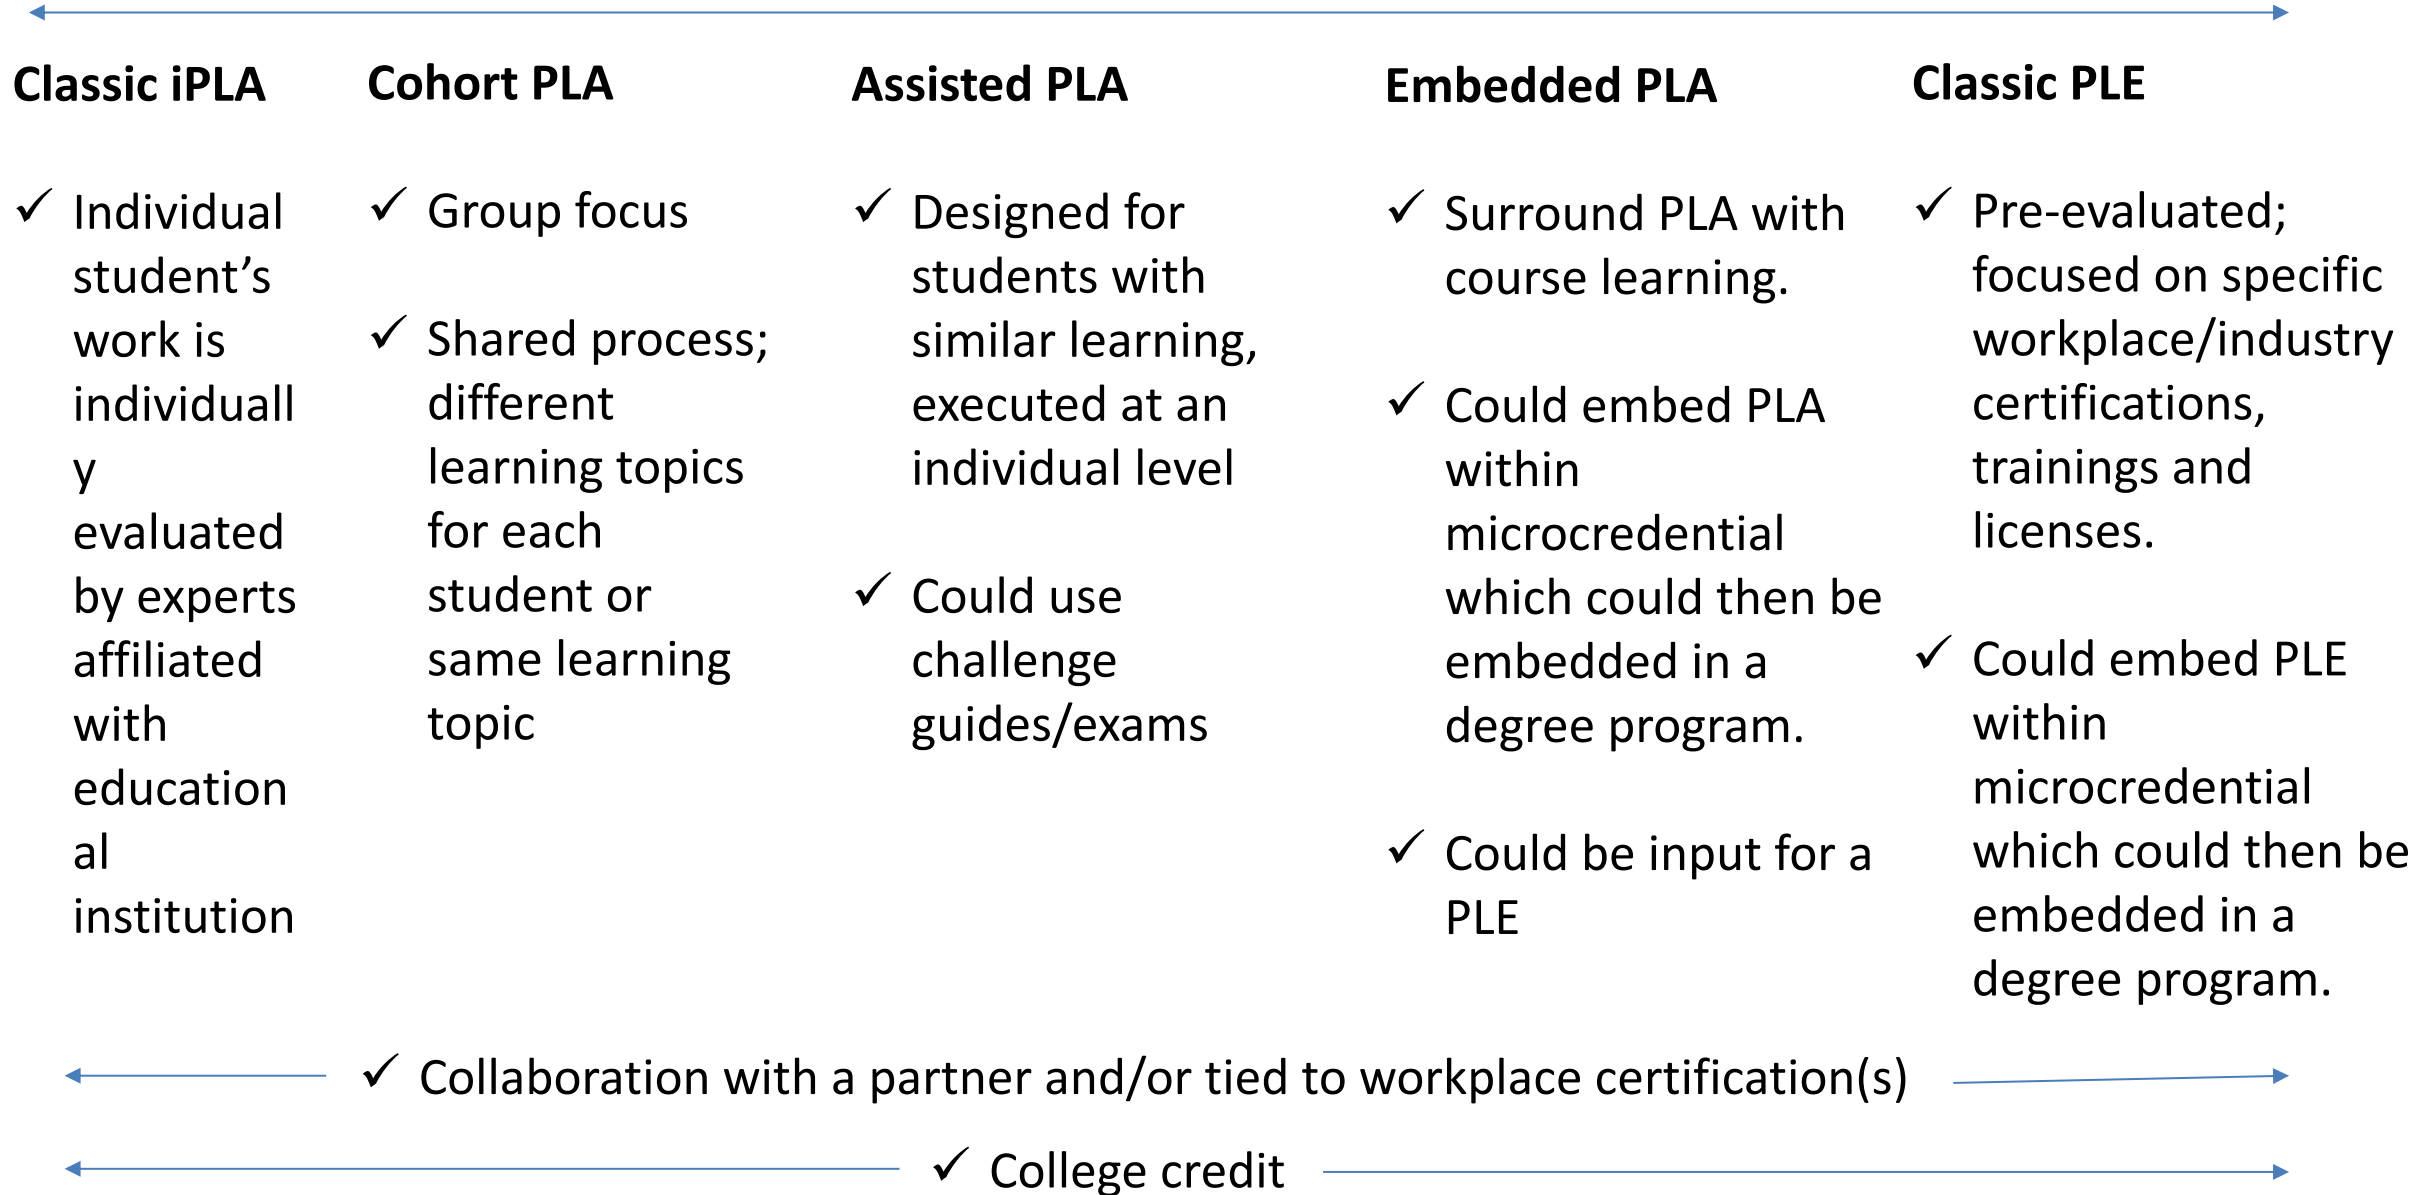 Classic iPLA
✓ Individual
student’s
work is
individuall
y
evaluated
by experts
affiliated
with
education
al
institution
Cohort PLA
✓ Group focus
✓ Shared process;
different
learning topics
for each
student or
same learning
topic
Assisted PLA
✓ Designed for
students with
similar learning,
executed at an
individual level
✓ Could use
challenge
guides/exams
Embedded PLA
✓ Surround PLA with
course learning.
✓ Could embed PLA
within
microcredential
which could then be
embedded in a
degree program.
✓ Could be input for a
PLE
Classic PLE
✓ Pre-evaluated;
focused on specific
workplace/industry
certifications,
trainings and
licenses.
✓ Could embed PLE
within
microcredential
which could then be
embedded in a
degree program.
✓ Collaboration with a partner and/or tied to workplace certification(s)
✓ College credit